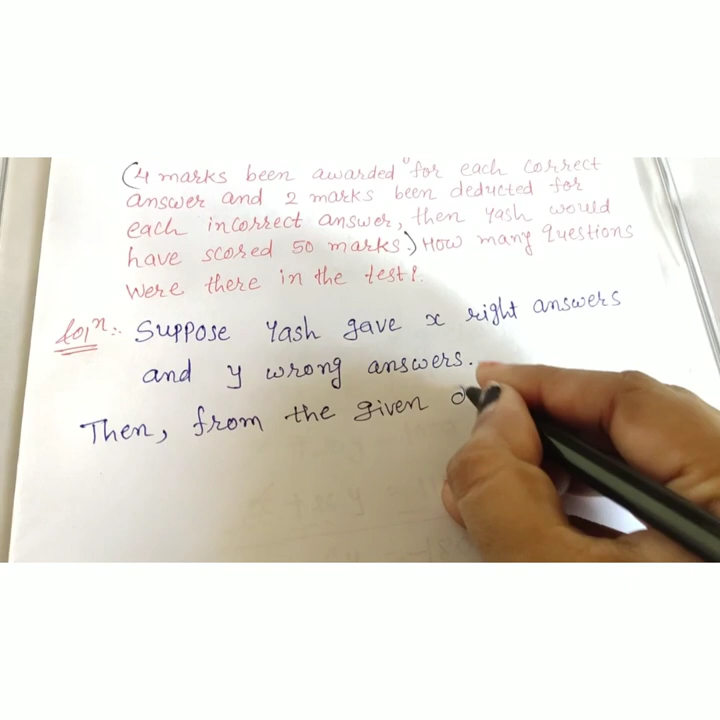 (4 marks been awarded for each correct
answer and 2 marks been deducted for
each incorrect answer, then Yash would
have scored 50 marks.) How many questions
were there in the test?
Solⁿ:- Suppose Yash gave x right answers
and y wrong answers.
Then, from the given